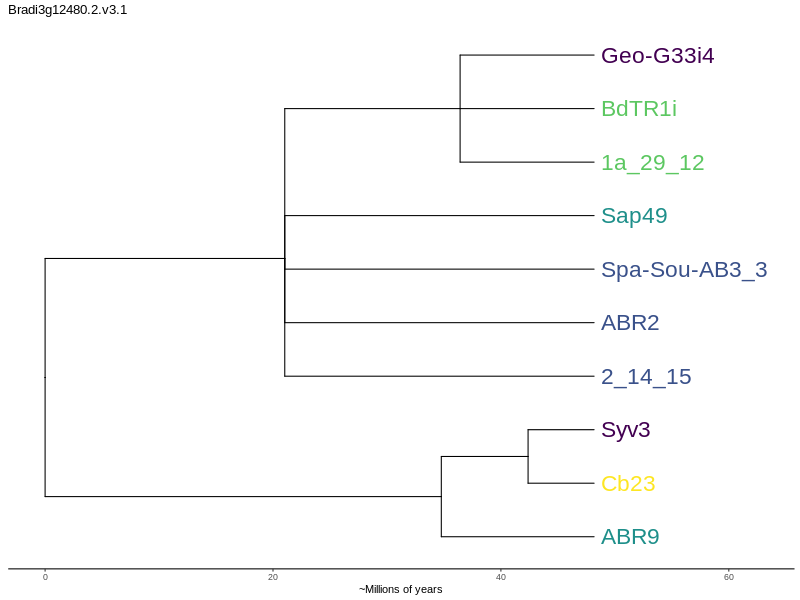 Bradi3g12480.2.v3.1
Geo-G33i4
BdTR1i
1a_29_12
Sap49
Spa-Sou-AB3_3
ABR2
2_14_15
Syv3
Cb23
ABR9
0 20 40 60
~Millions of years